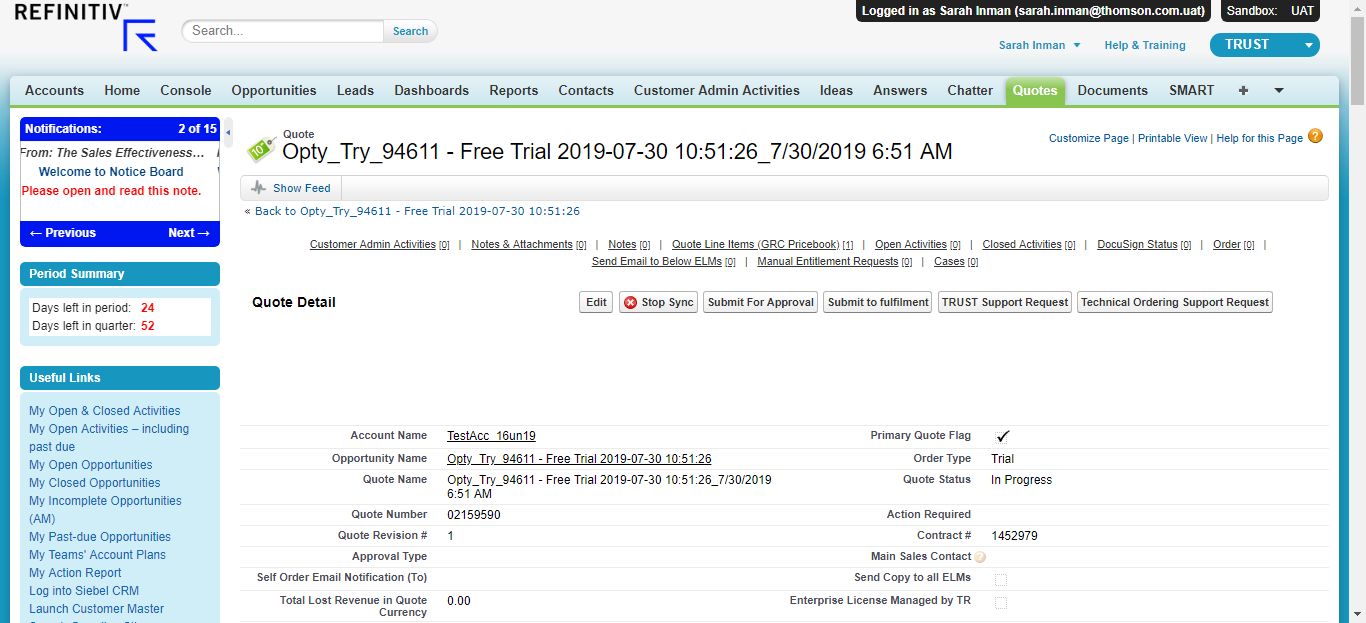 REFINITIV™
Search...
Search
Logged in as Sarah Inman (sarah.inman@thomson.com.uat)
Sandbox: UAT
Sarah Inman
Help & Training
TRUST
Accounts Home Console Opportunities Leads Dashboards Reports Contacts Customer Admin Activities Ideas Answers Chatter Quotes Documents SMART +
Notifications: 2 of 15
From: The Sales Effectiveness...
Welcome to Notice Board
Please open and read this note.
← Previous Next →
Period Summary
Days left in period: 24
Days left in quarter: 52
Useful Links
My Open & Closed Activities
My Open Activities – including
past due
My Open Opportunities
My Closed Opportunities
My Incomplete Opportunities
(AM)
My Past-due Opportunities
My Teams' Account Plans
My Action Report
Log into Siebel CRM
Launch Customer Master
Quote
Opty_Try_94611 - Free Trial 2019-07-30 10:51:26_7/30/2019 6:51 AM
Customize Page | Printable View | Help for this Page ?
Show Feed
« Back to Opty_Try_94611 - Free Trial 2019-07-30 10:51:26
Customer Admin Activities [0] | Notes & Attachments [0] | Notes [0] | Quote Line Items (GRC Pricebook) [1] | Open Activities [0] | Closed Activities [0] | DocuSign Status [0] | Order [0] |
Send Email to Below ELMs [0] | Manual Entitlement Requests [0] | Cases [0]
Quote Detail
Edit Stop Sync Submit For Approval Submit to fulfilment TRUST Support Request Technical Ordering Support Request
Account Name TestAcc_16un19 Primary Quote Flag ✓
Opportunity Name Opty_Try_94611 - Free Trial 2019-07-30 10:51:26 Order Type Trial
Quote Name Opty_Try_94611 - Free Trial 2019-07-30 10:51:26_7/30/2019 Quote Status In Progress
6:51 AM
Quote Number 02159590 Action Required
Quote Revision # 1 Contract # 1452979
Approval Type Main Sales Contact ?
Self Order Email Notification (To) Send Copy to all ELMs
Total Lost Revenue in Quote 0.00 Enterprise License Managed by TR
Currency